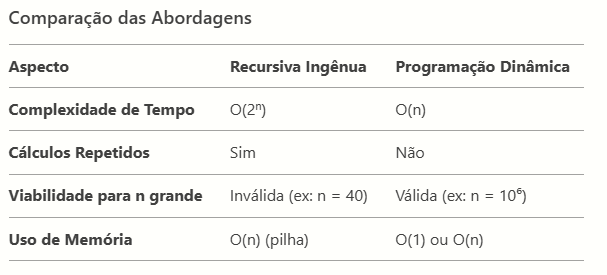 Comparação das Abordagens
Aspecto Recursiva Ingênua Programação Dinâmica
Complexidade de Tempo O(2ⁿ) O(n)
Cálculos Repetidos Sim Não
Viabilidade para n grande Inválida (ex: n = 40) Válida (ex: n = 10⁶)
Uso de Memória O(n) (pilha) O(1) ou O(n)